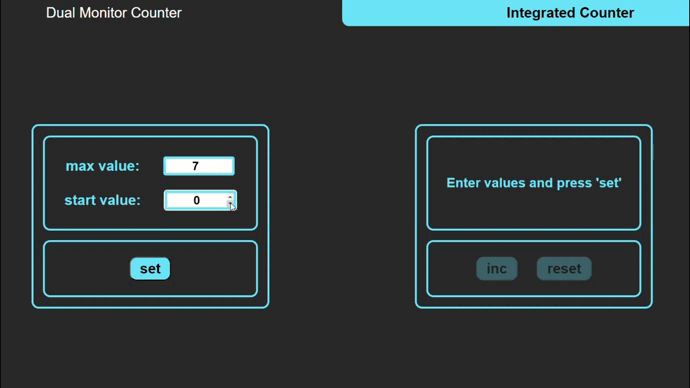 Dual Monitor Counter
Integrated Counter
max value: 7
start value: 0
set
Enter values and press 'set'
inc reset